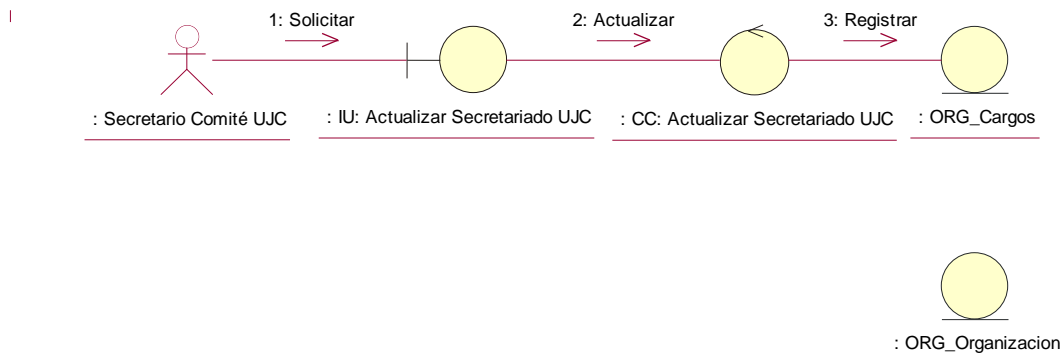 1: Solicitar
2: Actualizar
3: Registrar
: Secretario Comité UJC
: IU: Actualizar Secretariado UJC
: CC: Actualizar Secretariado UJC
: ORG_Cargos
: ORG_Organizacion